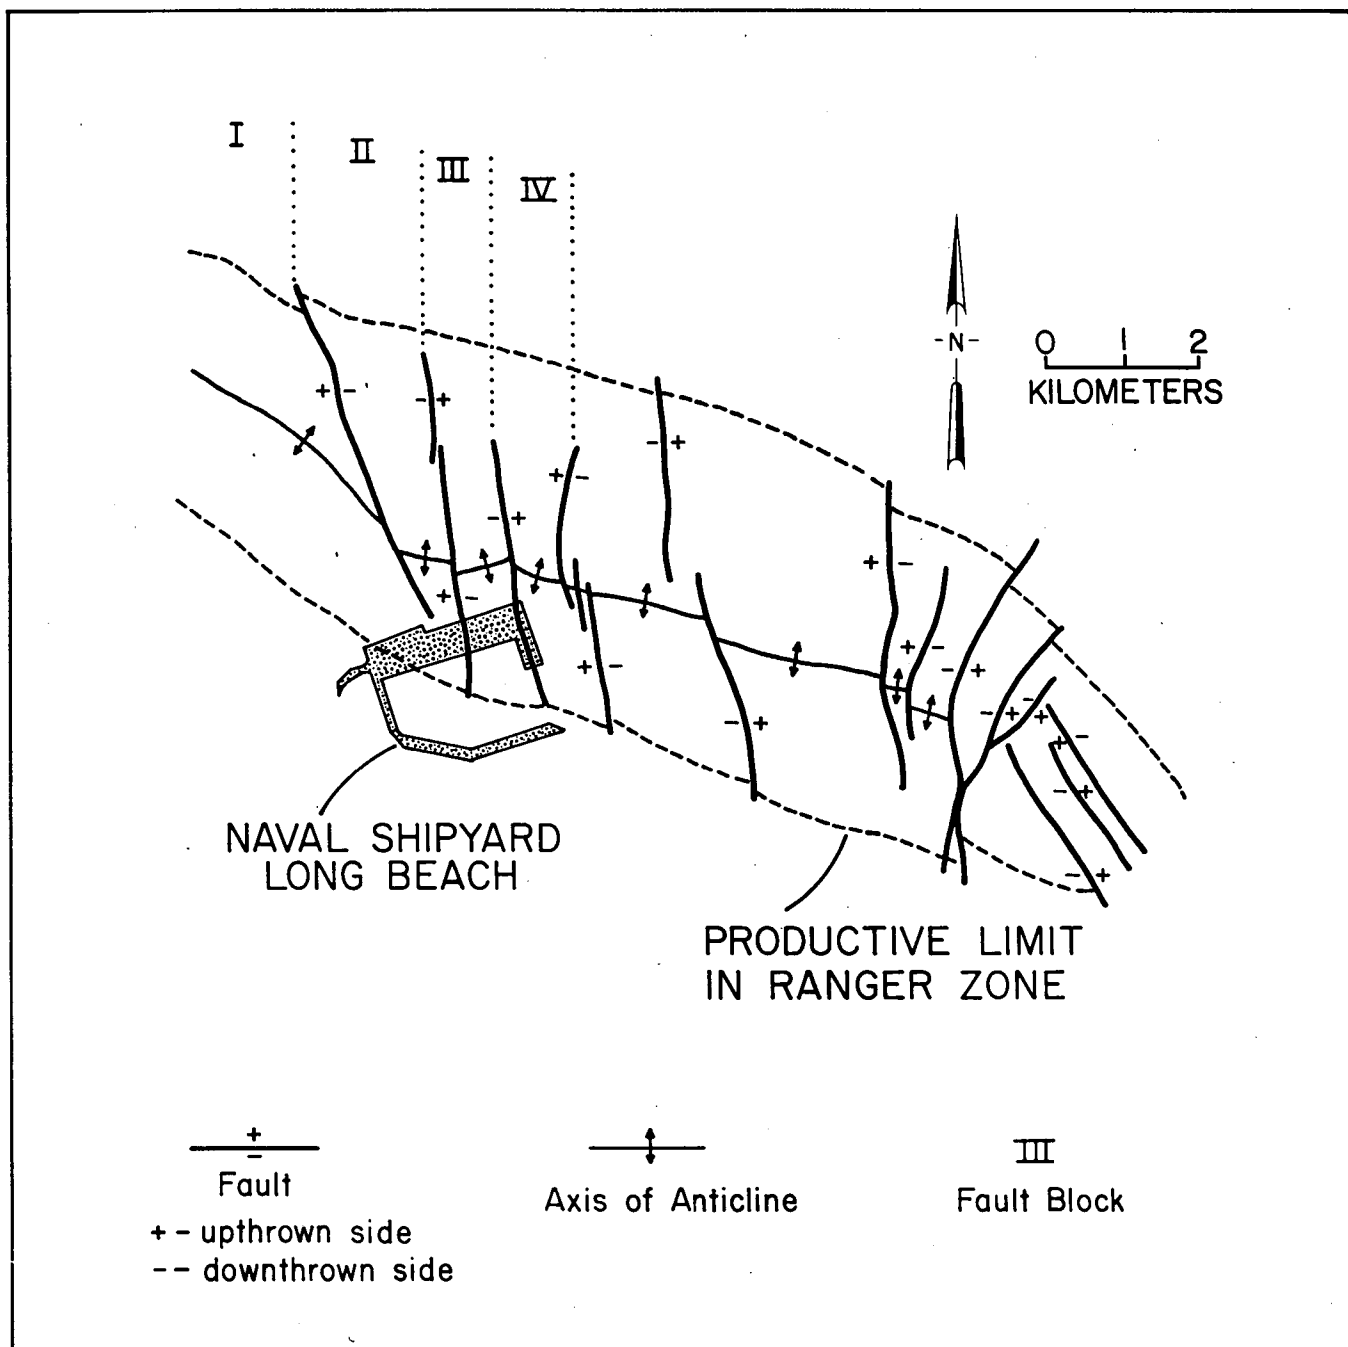 I
II
III
IV
-N-
0 1 2
KILOMETERS
+ -
- +
+ -
- +
- +
+ -
+ -
+ -
- +
+ -
+ -
- +
- + -
+
+ -
- +
- +
NAVAL SHIPYARD
LONG BEACH
PRODUCTIVE LIMIT
IN RANGER ZONE
+
-
Fault
+ - upthrown side
- - downthrown side
Axis of Anticline
III
Fault Block